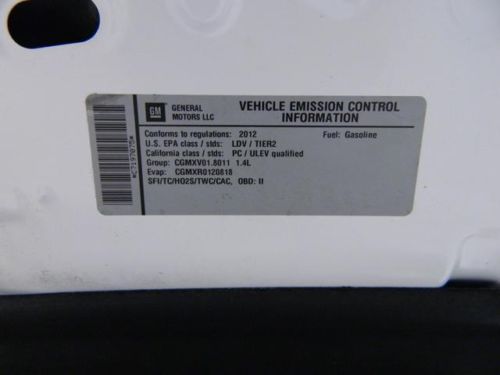 GM
GENERAL MOTORS LLC
VEHICLE EMISSION CONTROL INFORMATION
Conforms to regulations: 2012 Fuel: Gasoline
U.S. EPA class / stds: LDV / TIER2
California class / stds: PC / ULEV qualified
Group: CGMXV01.8011 1.4L
Evap: CGMXR0120818
SFI/TC/HO2S/TWC/CAC, OBD: II
*C7197075*